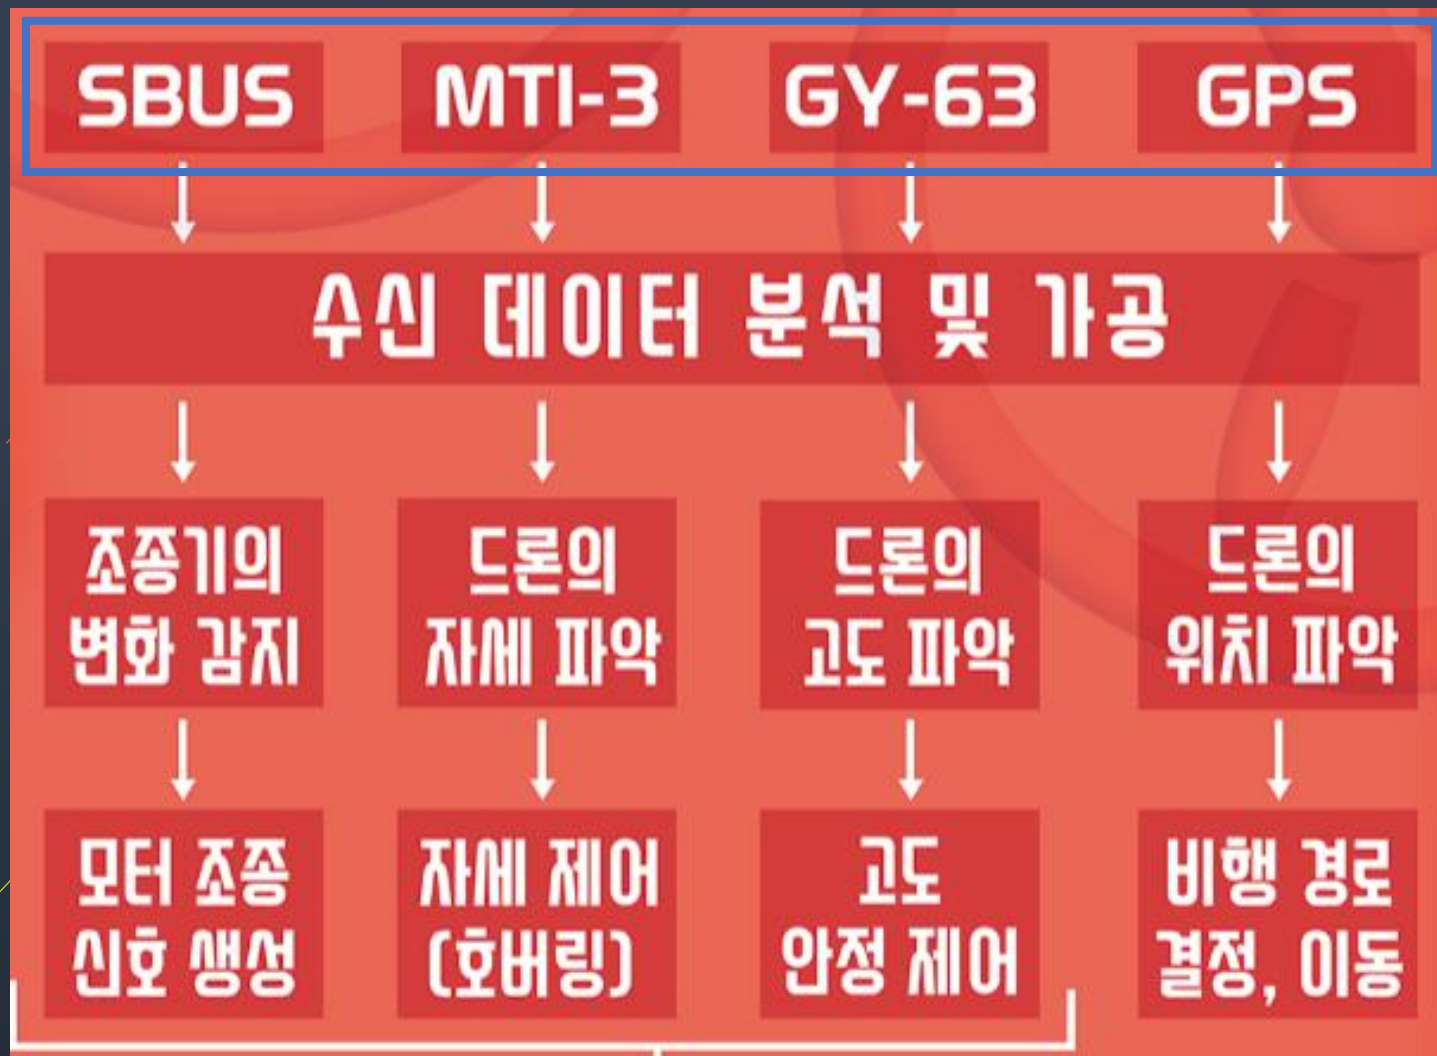 SBUS
MTI-3
GY-63
GPS
수신 데이터 분석 및 가공
조종기의
변화 감지
드론의
자세 파악
드론의
고도 파악
드론의
위치 파악
모터 조종
신호 생성
자세 제어
(호버링)
고도
안정 제어
비행 경로
결정, 이동